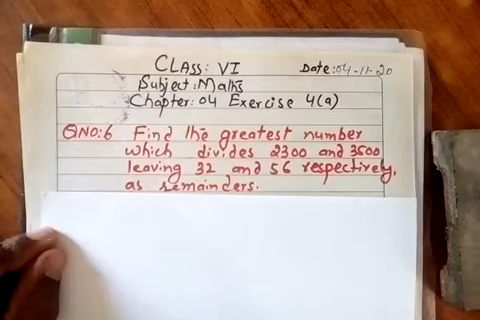 CLASS: VI
Date: 04-11-20
Subject: Maths
Chapter: 04 Exercise 4(a)
QNO:6 Find the greatest number
which divides 2300 and 3500
leaving 32 and 56 respectively,
as remainders.